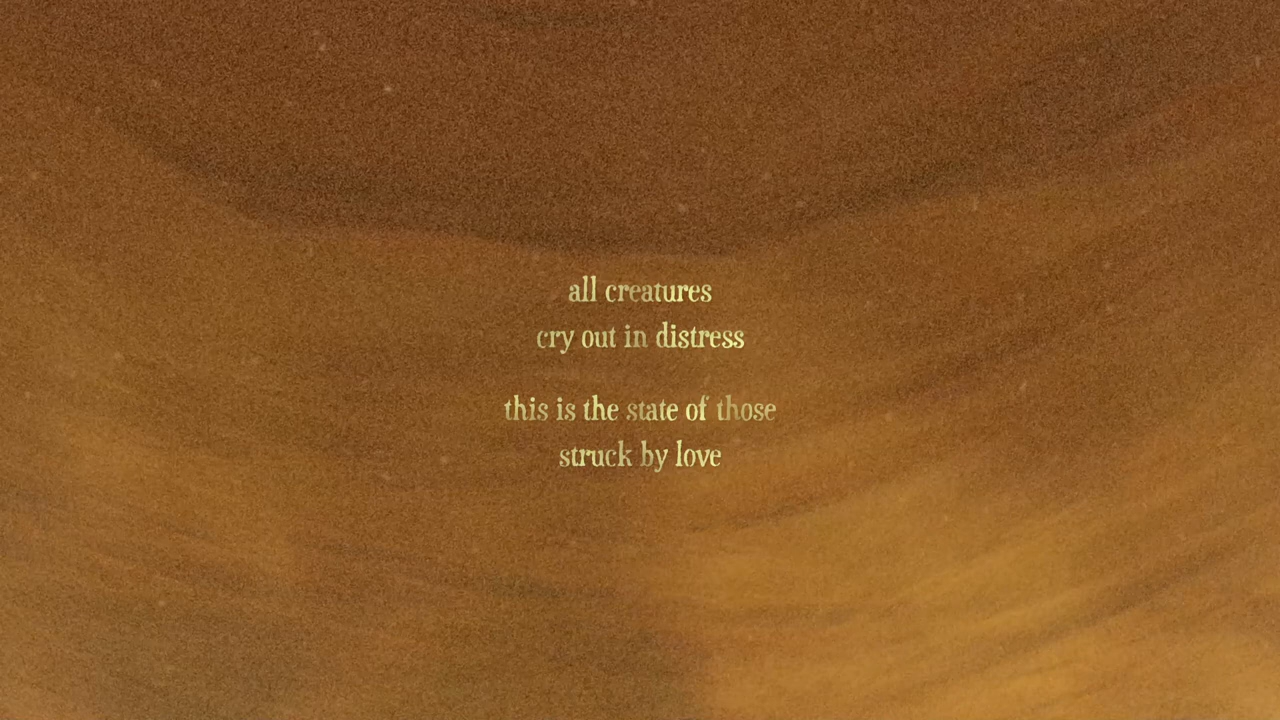 all creatures
cry out in distress
this is the state of those
struck by love